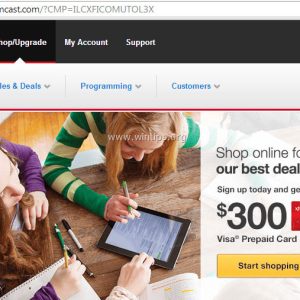 mcast.com/?CMP=ILCXFICOMUTOL3X
hop/Upgrade My Account Support
les & Deals Programming Customers
www.wintips.org
Shop online fo
our best deal
Sign up today and ge
$300
Visa® Prepaid Card
Start shopping